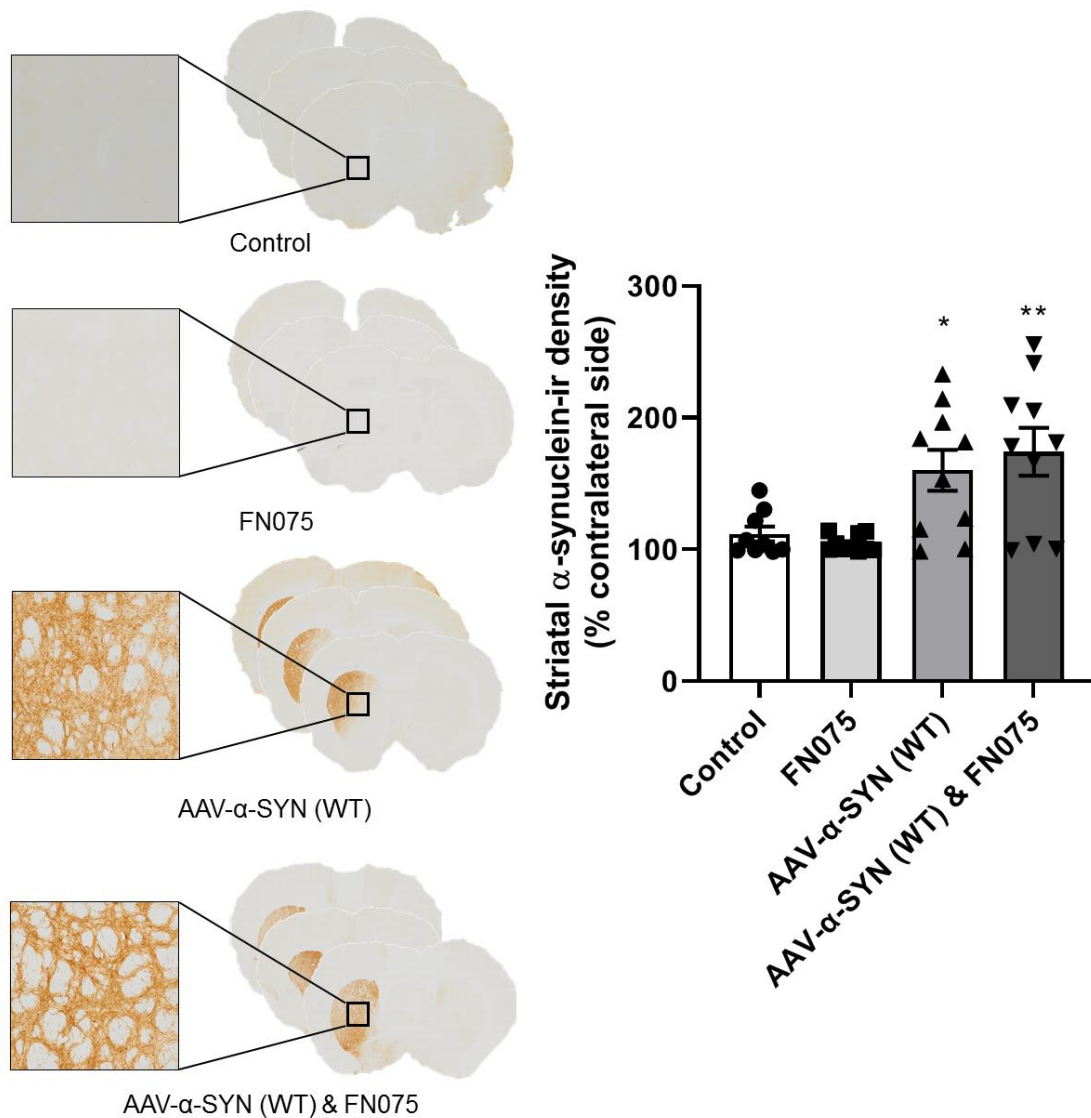 Control
FN075
AAV-α-SYN (WT)
AAV-α-SYN (WT) & FN075
Striatal α-synuclein-ir density
(% contralateral side)
300
200
100
0
*
**
Control
FN075
AAV-α-SYN (WT)
AAV-α-SYN (WT) & FN075